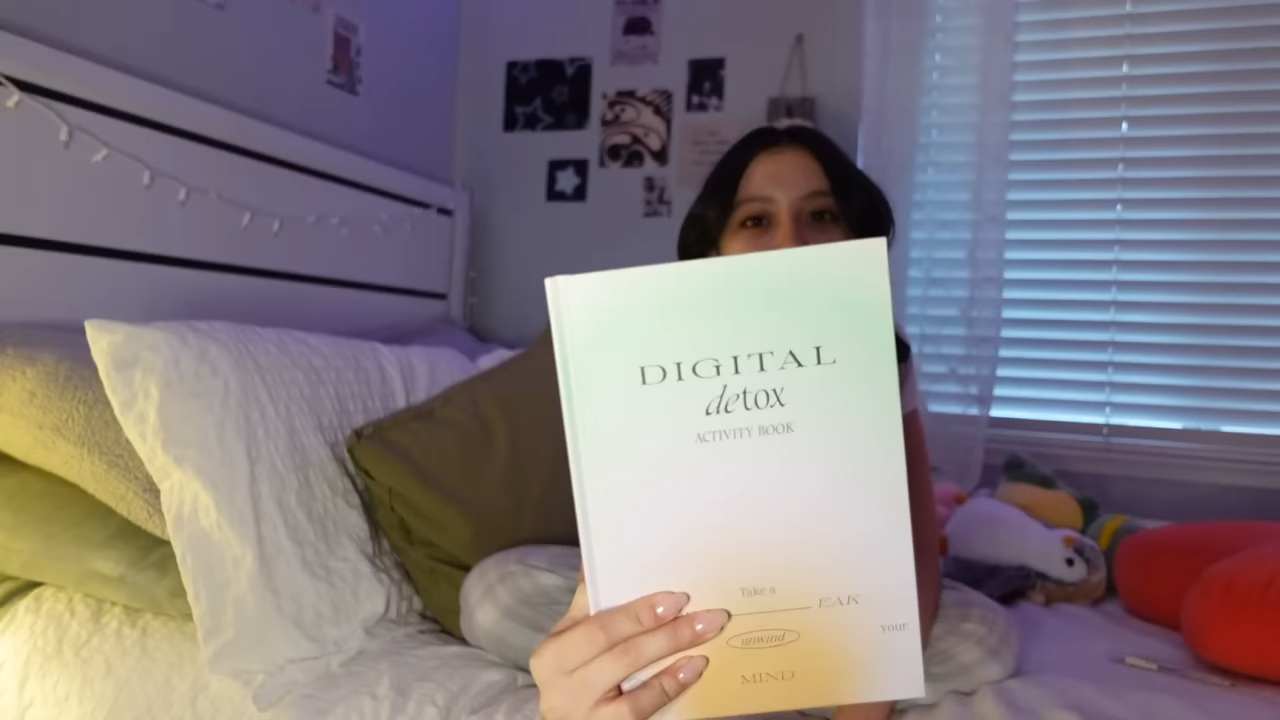 DIGITAL
detox
ACTIVITY BOOK
Take a
EAK
unwind
your
MIND